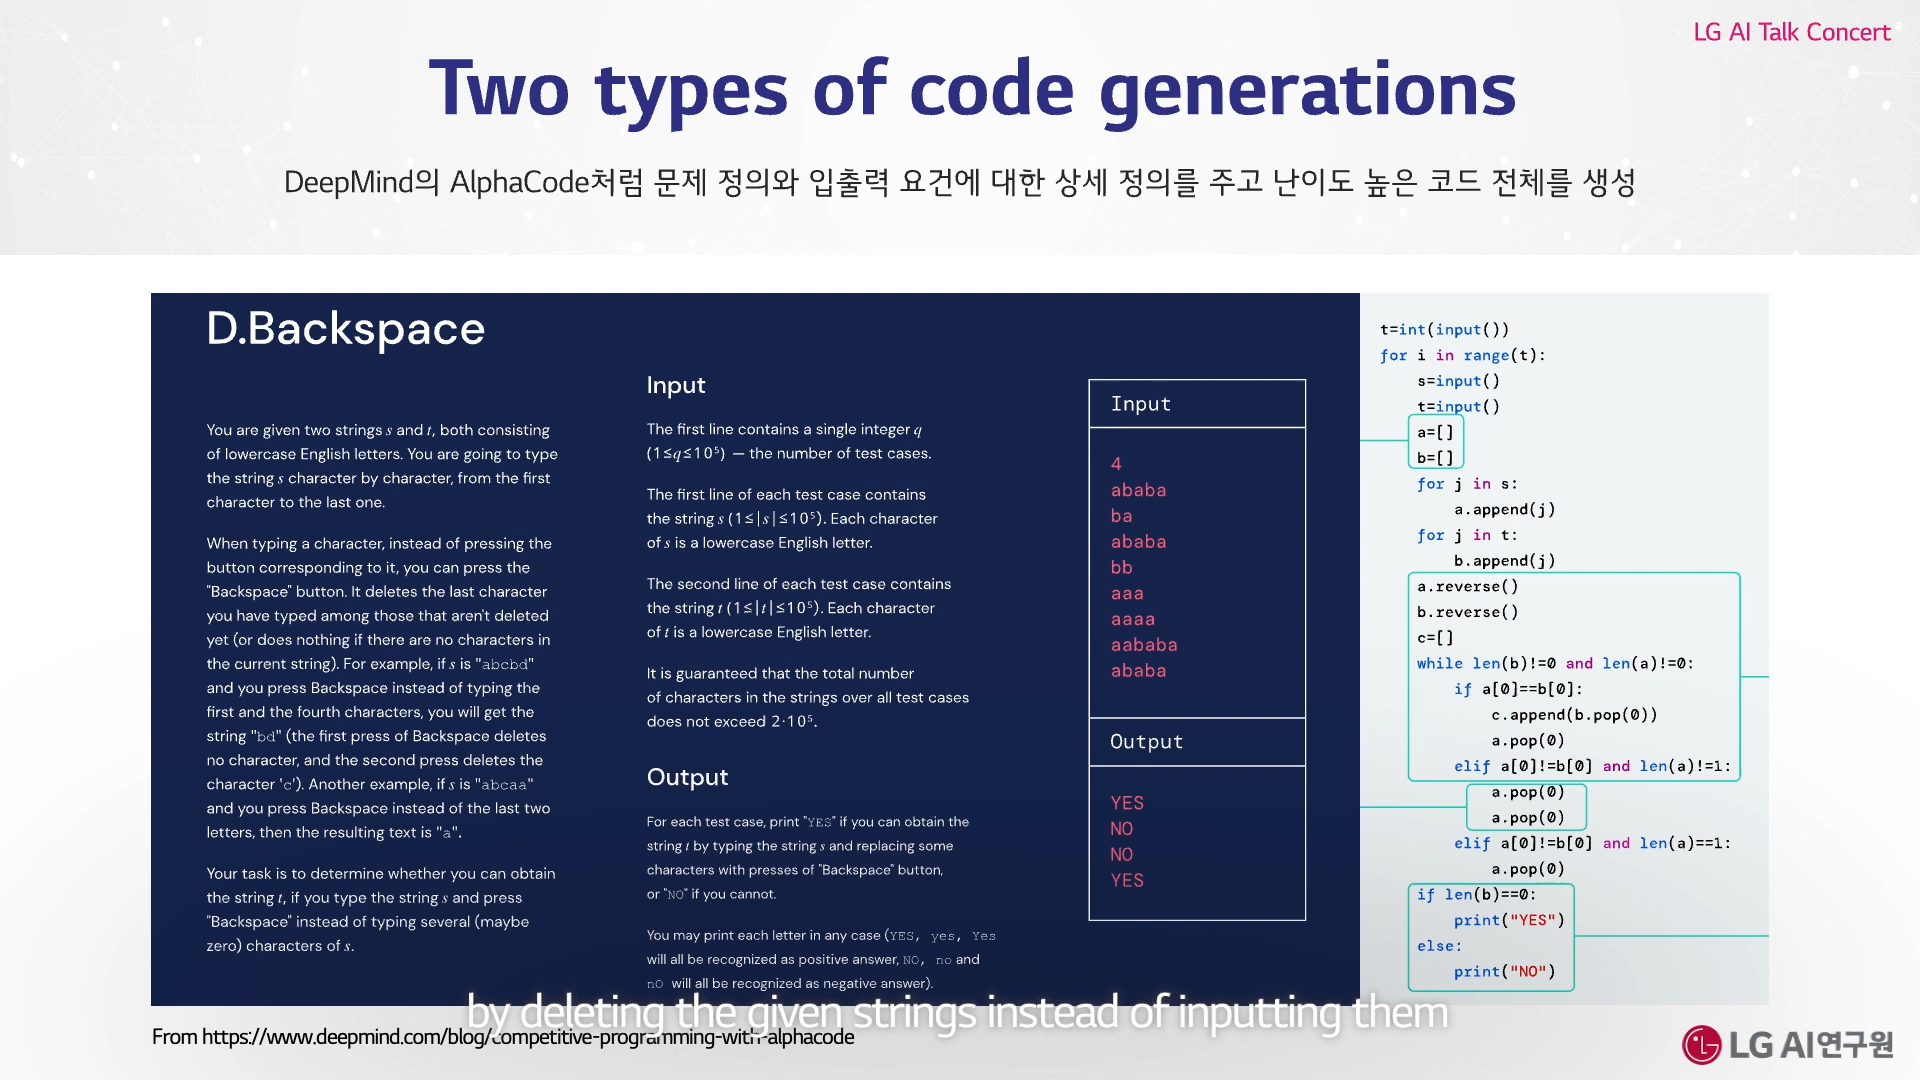 LG AI Talk Concert
Two types of code generations
DeepMind의 AlphaCode처럼 문제 정의와 입출력 요건에 대한 상세 정의를 주고 난이도 높은 코드 전체를 생성
D.Backspace
You are given two strings s and t, both consisting
of lowercase English letters. You are going to type
the string s character by character, from the first
character to the last one.
When typing a character, instead of pressing the
button corresponding to it, you can press the
"Backspace" button. It deletes the last character
you have typed among those that aren't deleted
yet (or does nothing if there are no characters in
the current string). For example, if s is "abcbd"
and you press Backspace instead of typing the
first and the fourth characters, you will get the
string "bd" (the first press of Backspace deletes
no character, and the second press deletes the
character 'c'). Another example, if s is "abcaa"
and you press Backspace instead of the last two
letters, then the resulting text is "a".
Your task is to determine whether you can obtain
the string t, if you type the string s and press
"Backspace" instead of typing several (maybe
zero) characters of s.
Input
The first line contains a single integer q
(1≤q≤10⁵) — the number of test cases.
The first line of each test case contains
the string s (1≤|s|≤10⁵). Each character
of s is a lowercase English letter.
The second line of each test case contains
the string t (1≤|t|≤10⁵). Each character
of t is a lowercase English letter.
It is guaranteed that the total number
of characters in the strings over all test cases
does not exceed 2·10⁵.
Output
For each test case, print "YES" if you can obtain the
string t by typing the string s and replacing some
characters with presses of "Backspace" button,
or "NO" if you cannot.
You may print each letter in any case (YES, yes, Yes
will all be recognized as positive answer, NO, no and
nO will all be recognized as negative answer).
Input
4
ababa
ba
ababa
bb
aaa
aaaa
aababa
ababa
Output
YES
NO
NO
YES
t=int(input())
for i in range(t):
    s=input()
    t=input()
    a=[]
    b=[]
    for j in s:
        a.append(j)
    for j in t:
        b.append(j)
    a.reverse()
    b.reverse()
    c=[]
    while len(b)!=0 and len(a)!=0:
        if a[0]==b[0]:
            c.append(b.pop(0))
            a.pop(0)
        elif a[0]!=b[0] and len(a)!=1:
            a.pop(0)
            a.pop(0)
        elif a[0]!=b[0] and len(a)==1:
            a.pop(0)
    if len(b)==0:
        print("YES")
    else:
        print("NO")
by deleting the given strings instead of inputting them
From https://www.deepmind.com/blog/competitive-programming-with-alphacode
LG AI연구원